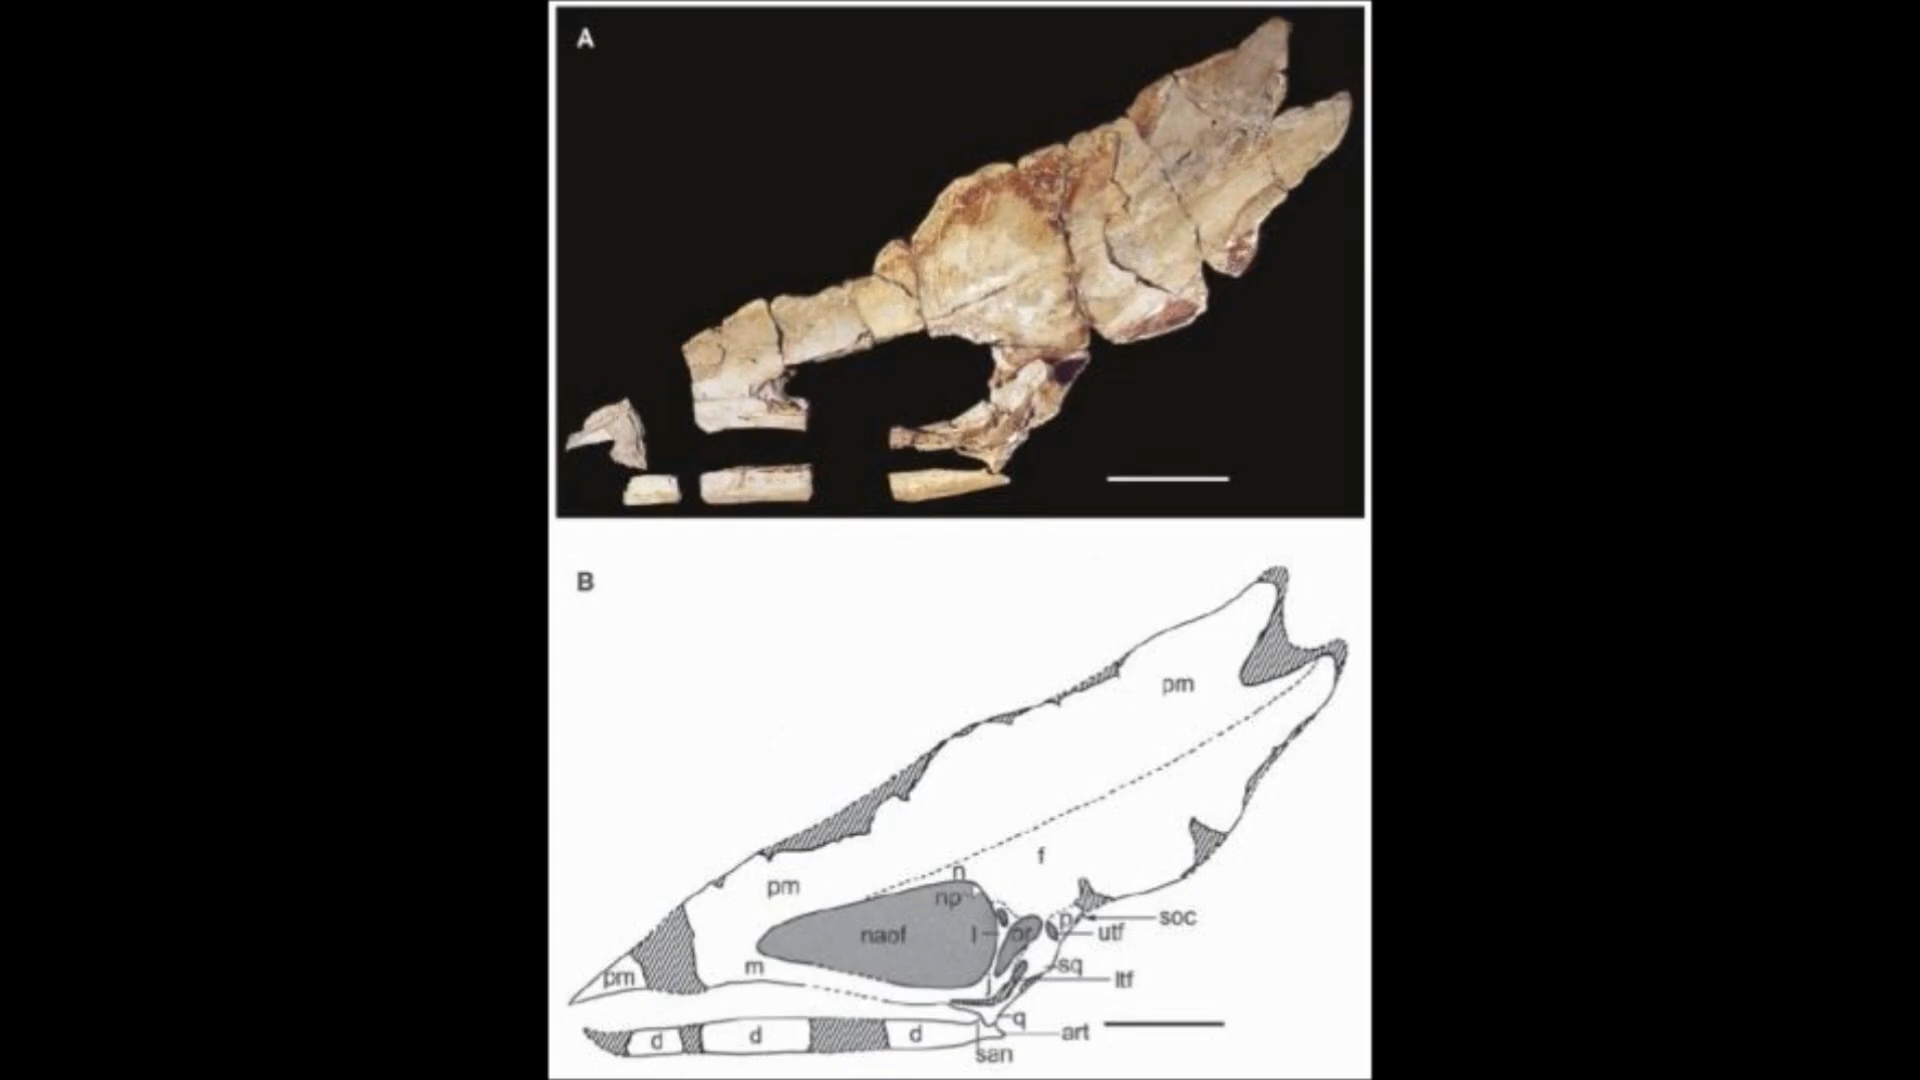 A
B
pm
pm
f
n
np
naof
l
or
p
soc
utf
m
sq
ltf
j
pm
q
d
d
d
art
san